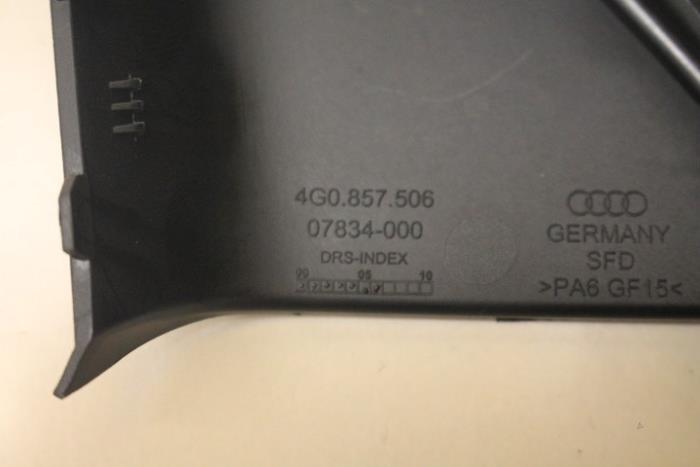 4G0.857.506
07834-000
DRS-INDEX
00 05 10
GERMANY
SFD
>PA6 GF15<